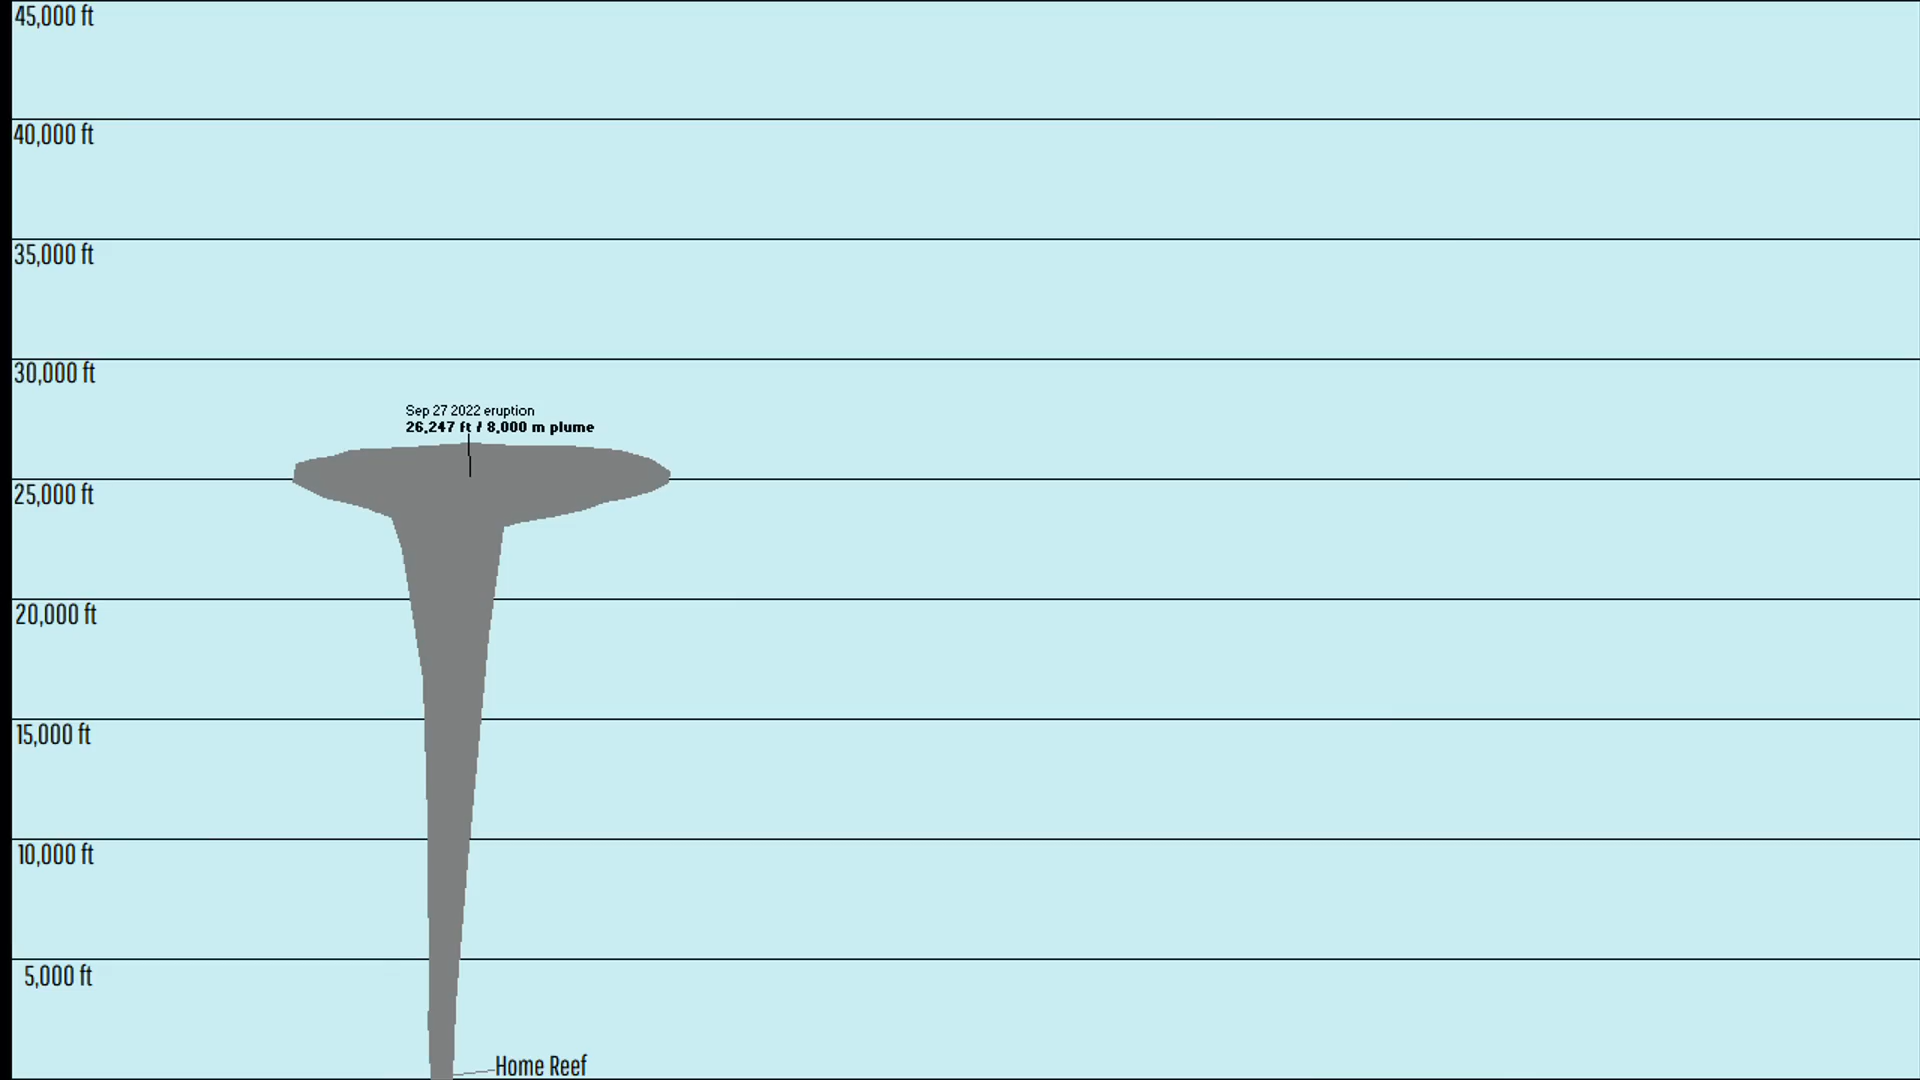 45,000 ft
40,000 ft
35,000 ft
30,000 ft
Sep 27 2022 eruption
26,247 ft / 8,000 m plume
25,000 ft
20,000 ft
15,000 ft
10,000 ft
5,000 ft
Home Reef